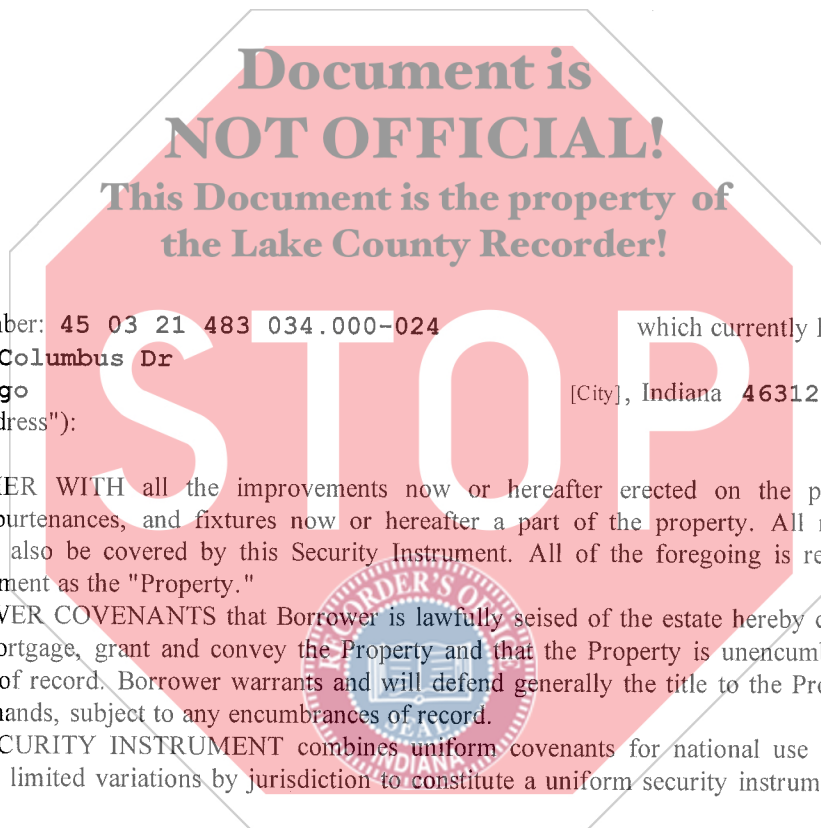 Document is
NOT OFFICIAL!
This Document is the property of
the Lake County Recorder!
STOP
ber: 45 03 21 483 034.000-024 which currently
Columbus Dr
go [City], Indiana 46312
dress"):
ER WITH all the improvements now or hereafter erected on the p
purtenances, and fixtures now or hereafter a part of the property. All
also be covered by this Security Instrument. All of the foregoing is re
ment as the "Property."
WER COVENANTS that Borrower is lawfully seised of the estate hereby
ortgage, grant and convey the Property and that the Property is unencumb
of record. Borrower warrants and will defend generally the title to the Pro
nands, subject to any encumbrances of record.
CURITY INSTRUMENT combines uniform covenants for national use
limited variations by jurisdiction to constitute a uniform security instrum
RECORDER'S OFFICE
SEAL
INDIANA